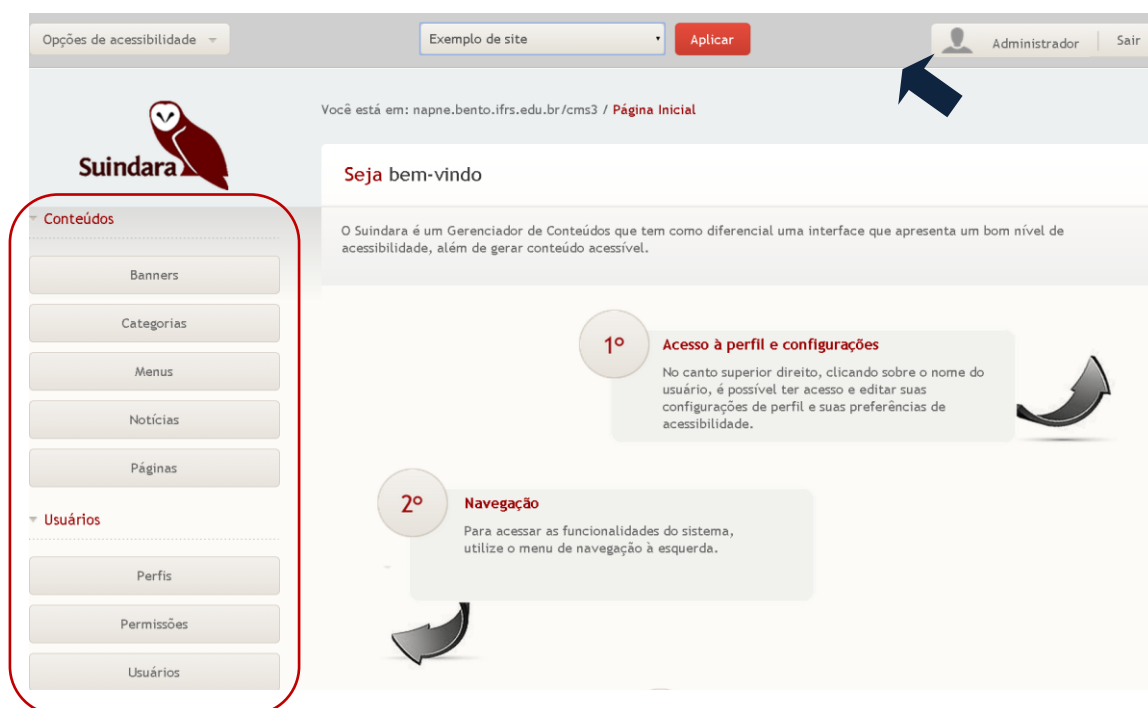 Opções de acessibilidade
Exemplo de site
Aplicar
Administrador
Sair
Suindara
Você está em: napne.bento.ifrs.edu.br/cms3 / Página Inicial
Seja bem-vindo
O Suindara é um Gerenciador de Conteúdos que tem como diferencial uma interface que apresenta um bom nível de
acessibilidade, além de gerar conteúdo acessível.
Conteúdos
Banners
Categorias
Menus
Notícias
Páginas
Usuários
Perfis
Permissões
Usuários
1º
Acesso à perfil e configurações
No canto superior direito, clicando sobre o nome do
usuário, é possível ter acesso e editar suas
configurações de perfil e suas preferências de
acessibilidade.
2º
Navegação
Para acessar as funcionalidades do sistema,
utilize o menu de navegação à esquerda.